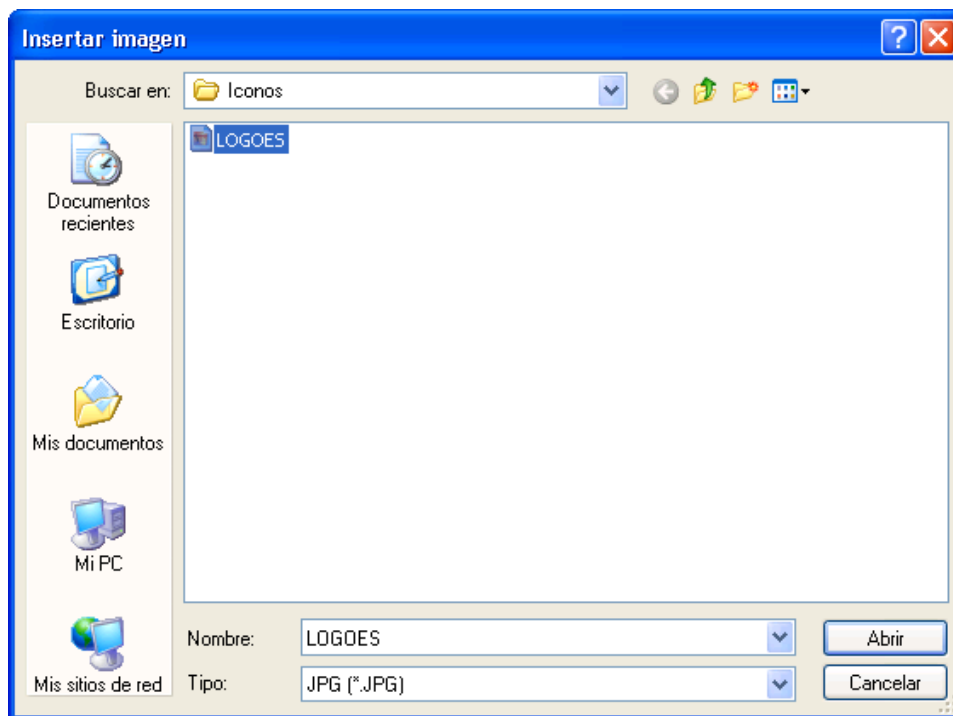 Insertar imagen
Buscar en: Iconos
LOGOES
Documentos
recientes
Escritorio
Mis documentos
Mi PC
Mis sitios de red
Nombre: LOGOES Abrir
Tipo: JPG (*.JPG) Cancelar